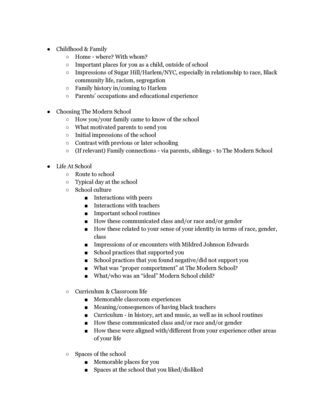 ● Childhood & Family
○ Home - where? With whom?
○ Important places for you as a child, outside of school
○ Impressions of Sugar Hill/Harlem/NYC, especially in relationship to race, Black
community life, racism, segregation
○ Family history in/coming to Harlem
○ Parents' occupations and educational experience
● Choosing The Modern School
○ How you/your family came to know of the school
○ What motivated parents to send you
○ Initial impressions of the school
○ Contrast with previous or later schooling
○ (If relevant) Family connections - via parents, siblings - to The Modern School
● Life At School
○ Route to school
○ Typical day at the school
○ School culture
■ Interactions with peers
■ Interactions with teachers
■ Important school routines
■ How these communicated class and/or race and/or gender
■ How these related to your sense of your identity in terms of race, gender,
class
■ Impressions of or encounters with Mildred Johnson Edwards
■ School practices that supported you
■ School practices that you found negative/did not support you
■ What was "proper comportment" at The Modern School?
■ What/who was an "ideal" Modern School child?
○ Curriculum & Classroom life
■ Memorable classroom experiences
■ Meaning/consequences of having black teachers
■ Curriculum - in history, art and music, as well as in school routines
■ How these communicated class and/or race and/or gender
■ How these were aligned with/different from your experience other areas
of your life
○ Spaces of the school
■ Memorable places for you
■ Spaces at the school that you liked/disliked